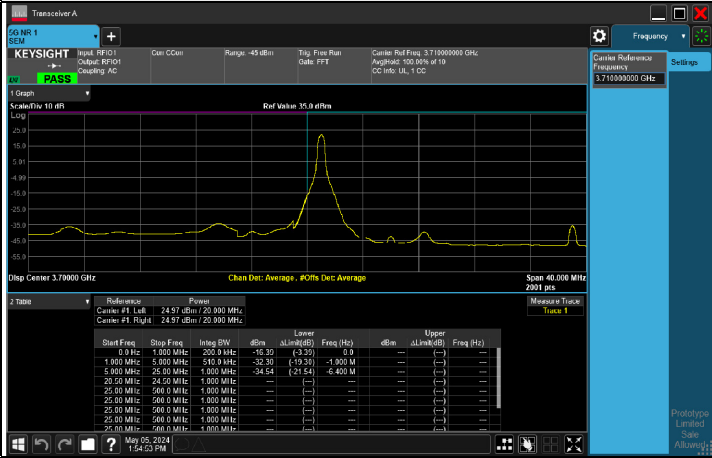 Transceiver A
5G NR 1
SEM
Frequency
KEYSIGHT
Input: RFIO1
Output: RFIO1
Coupling: AC
Corr CCorr
Range: -45 dBm
Trig: Free Run
Gate: FFT
Carrier Ref Freq: 3.710000000 GHz
Avg|Hold: 100.00% of 10
CC Info: UL, 1 CC
PASS
Carrier Reference
Frequency
3.710000000 GHz
Settings
1 Graph
Scale/Div 10 dB
Ref Value 35.0 dBm
Log
25.0
15.0
5.01
-4.99
-15.0
-25.0
-35.0
-45.0
-55.0
Disp Center 3.70000 GHz
Chan Det: Average , #Offs Det: Average
Span 40.000 MHz
2001 pts
2 Table
Reference Power
Carrier #1. Left 24.97 dBm / 20.000 MHz
Carrier #1. Right 24.97 dBm / 20.000 MHz
Measure Trace
Trace 1
Lower Upper
Start Freq Stop Freq Integ BW dBm ΔLimit(dB) Freq (Hz) dBm ΔLimit(dB) Freq (Hz)
0.0 Hz 1.000 MHz 200.0 kHz -16.39 (-3.39) 0.0 --- (---) ---
1.000 MHz 5.000 MHz 510.0 kHz -32.30 (-19.30) -1.000 M --- (---) ---
5.000 MHz 25.00 MHz 1.000 MHz -34.54 (-21.54) -6.400 M --- (---) ---
20.50 MHz 24.50 MHz 1.000 MHz --- (---) --- --- (---) ---
25.00 MHz 500.0 MHz 1.000 MHz --- (---) --- --- (---) ---
25.00 MHz 500.0 MHz 1.000 MHz --- (---) --- --- (---) ---
25.00 MHz 500.0 MHz 1.000 MHz --- (---) --- --- (---) ---
25.00 MHz 500.0 MHz 1.000 MHz --- (---) --- --- (---) ---
25.00 MHz 500.0 MHz 1.000 MHz --- (---) --- --- (---) ---
Prototype
Limited
Sale
Allowed
May 05, 2024
1:54:53 PM